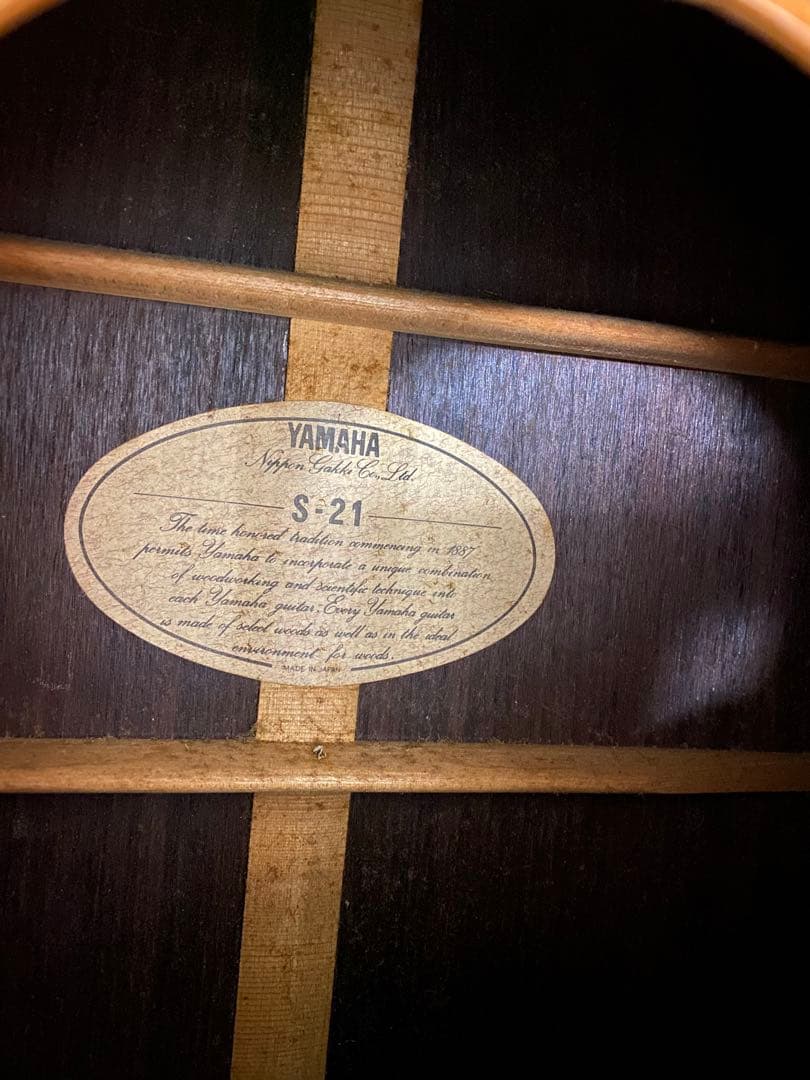 YAMAHA
Nippon Gakki Co., Ltd.
S-21
The time honored tradition commencing in 1887
permits Yamaha to incorporate a unique combination
of woodworking and scientific technique into
each Yamaha guitar. Every Yamaha guitar
is made of select woods as well as in the ideal
environment for woods.
MADE IN JAPAN